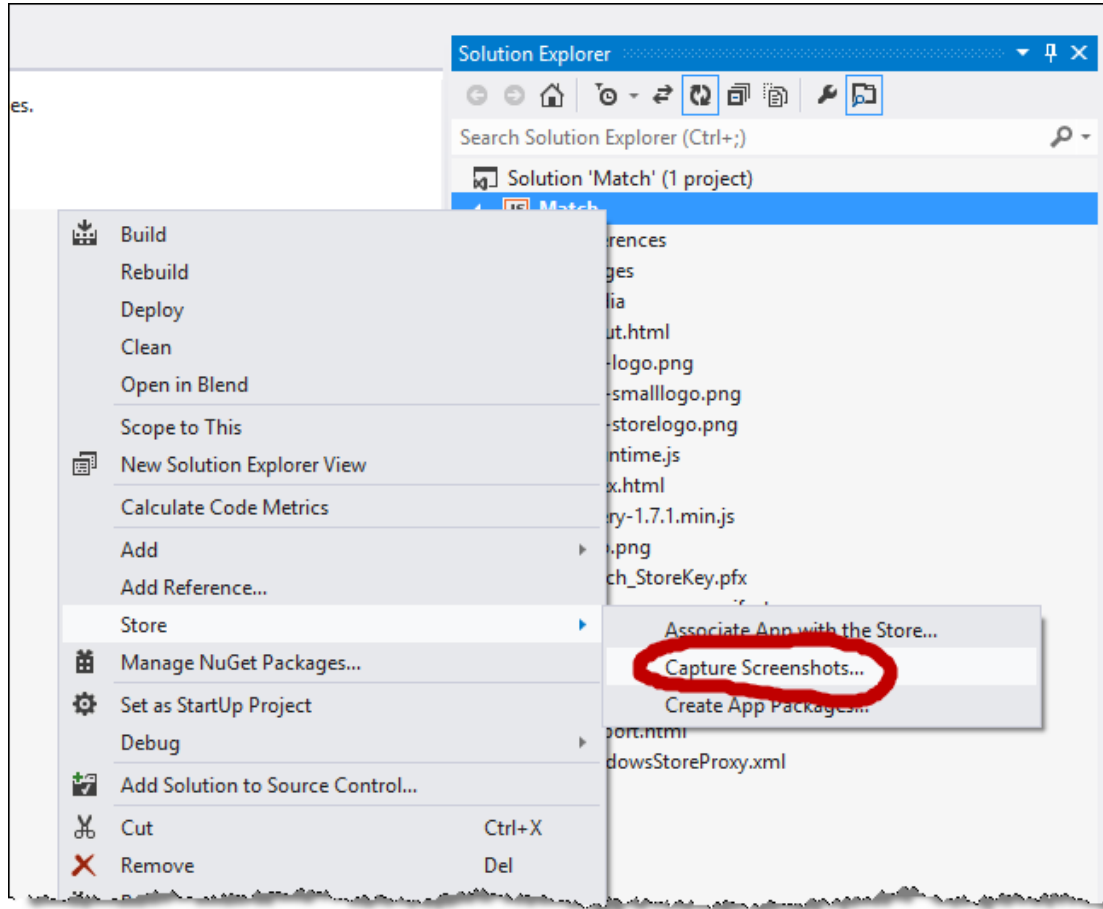 Solution Explorer
es.
Search Solution Explorer (Ctrl+;)
Solution 'Match' (1 project)
JS Match
Build
rences
Rebuild
ges
Deploy
dia
Clean
ut.html
-logo.png
Open in Blend
-smalllogo.png
Scope to This
-storelogo.png
New Solution Explorer View
ntime.js
x.html
Calculate Code Metrics
ry-1.7.1.min.js
Add
.png
Add Reference...
ch_StoreKey.pfx
Store
Associate App with the Store...
Manage NuGet Packages...
Capture Screenshots...
Set as StartUp Project
Create App Packages...
Debug
port.html
dowsStoreProxy.xml
Add Solution to Source Control...
Cut Ctrl+X
Remove Del